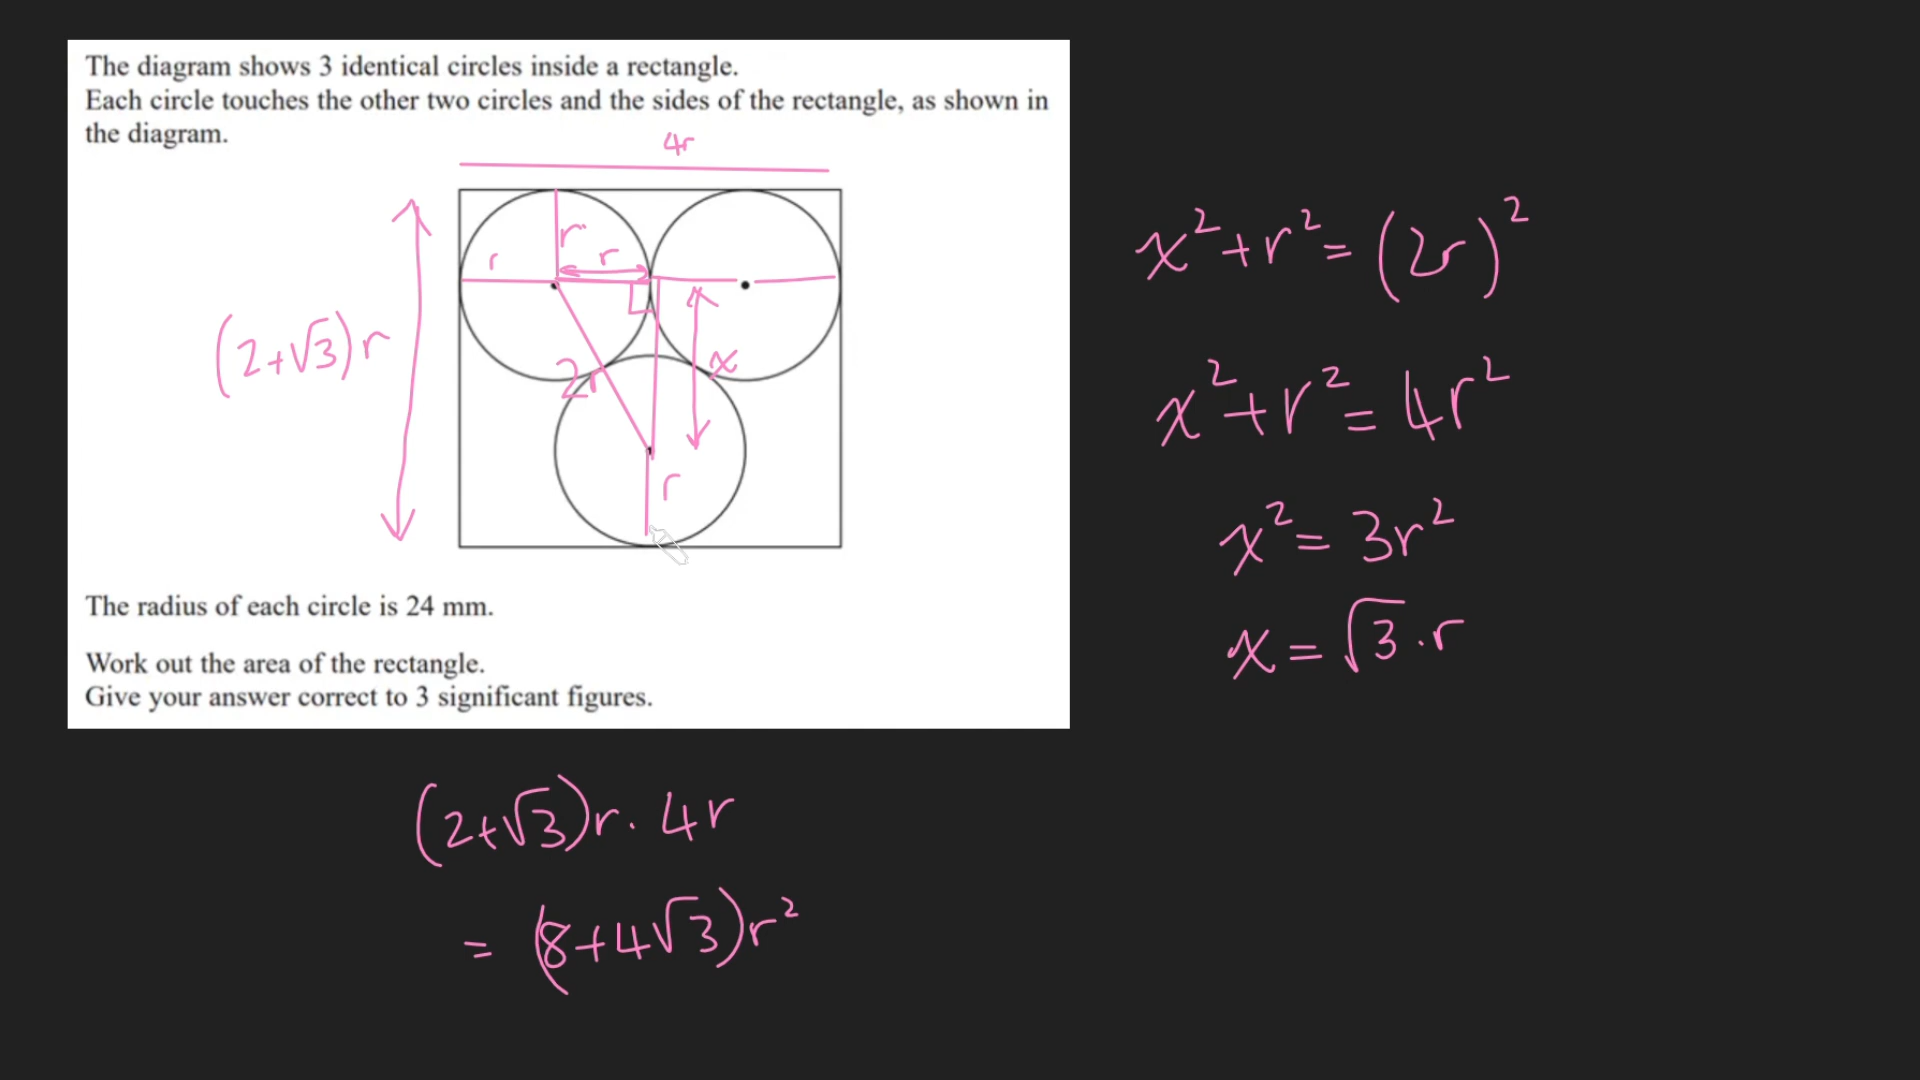 The diagram shows 3 identical circles inside a rectangle.
Each circle touches the other two circles and the sides of the rectangle, as shown in
the diagram.
4r
r
r
r
(2+√3)r
2r
x
r
The radius of each circle is 24 mm.
Work out the area of the rectangle.
Give your answer correct to 3 significant figures.
x²+r²=(2r)²
x²+r²=4r²
x²=3r²
x=√3·r
(2+√3)r·4r
=(8+4√3)r²